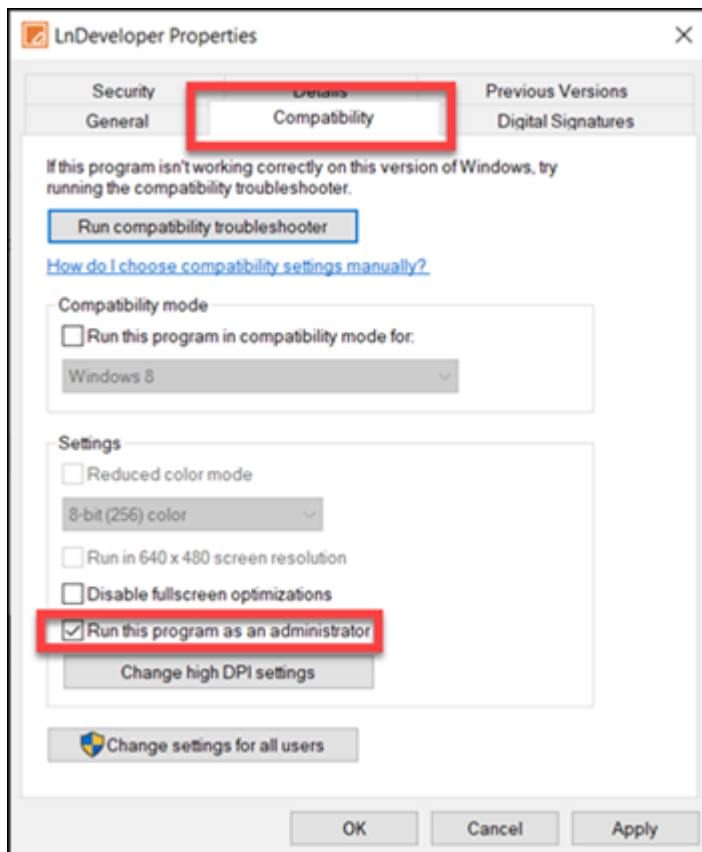 LnDeveloper Properties
Security Details Previous Versions
General Compatibility Digital Signatures
If this program isn't working correctly on this version of Windows, try
running the compatibility troubleshooter.
Run compatibility troubleshooter
How do I choose compatibility settings manually?
Compatibility mode
Run this program in compatibility mode for:
Windows 8
Settings
Reduced color mode
8-bit (256) color
Run in 640 x 480 screen resolution
Disable fullscreen optimizations
Run this program as an administrator
Change high DPI settings
Change settings for all users
OK Cancel Apply